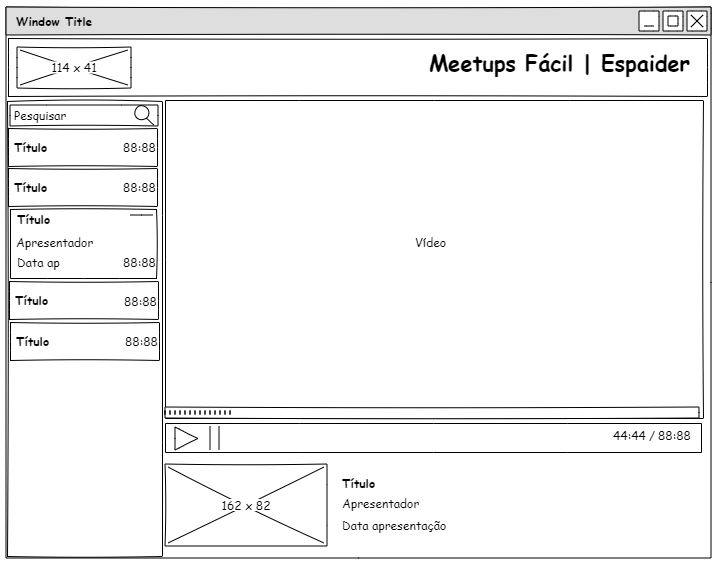 Window Title
114 x 41
Meetups Fácil | Espaider
Pesquisar
Título 88:88
Título 88:88
Título
Apresentador
Data ap 88:88
Título 88:88
Título 88:88
Vídeo
44:44 / 88:88
162 x 82
Título
Apresentador
Data apresentação